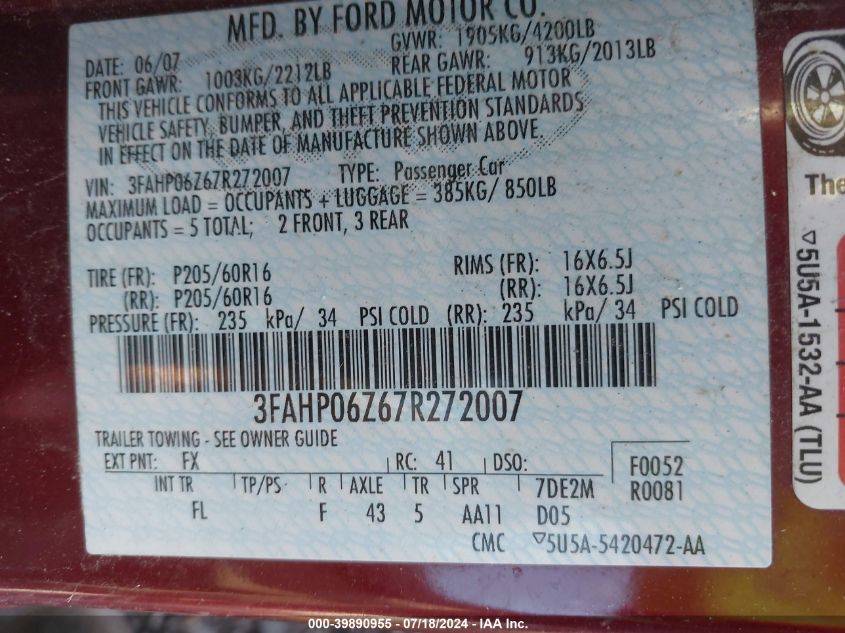 MFD. BY FORD MOTOR CO.
DATE: 06/07 GVWR: 1905KG/4200LB
FRONT GAWR: 1003KG/2212LB REAR GAWR: 913KG/2013LB
THIS VEHICLE CONFORMS TO ALL APPLICABLE FEDERAL MOTOR
VEHICLE SAFETY, BUMPER, AND THEFT PREVENTION STANDARDS
IN EFFECT ON THE DATE OF MANUFACTURE SHOWN ABOVE.
VIN: 3FAHP06Z67R272007 TYPE: Passenger Car
MAXIMUM LOAD = OCCUPANTS + LUGGAGE = 385KG/ 850LB
OCCUPANTS = 5 TOTAL; 2 FRONT, 3 REAR
TIRE (FR): P205/60R16 RIMS (FR): 16X6.5J
(RR): P205/60R16 (RR): 16X6.5J
PRESSURE (FR): 235 kPa/ 34 PSI COLD (RR): 235 kPa/ 34 PSI COLD
3FAHP06Z67R272007
TRAILER TOWING - SEE OWNER GUIDE
EXT PNT: FX RC: 41 DSO: F0052
INT TR TP/PS R AXLE TR SPR 7DE2M R0081
FL F 43 5 AA11 D05
CMC ▽5U5A-5420472-AA
The
▽5U5A-1532-AA (TLU)
000-39890955 / 07/18/2024 - IAA Inc.